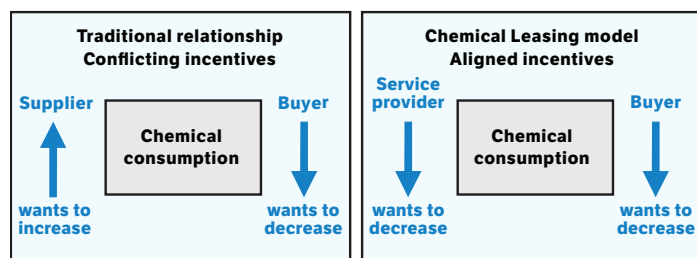 Traditional relationship
Conflicting incentives
Supplier
Buyer
Chemical
consumption
wants to
increase
wants to
decrease
Chemical Leasing model
Aligned incentives
Service
provider
Buyer
Chemical
consumption
wants to
decrease
wants to
decrease